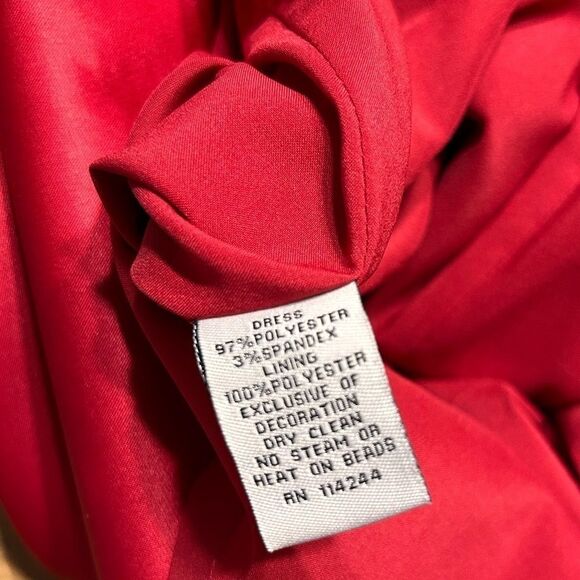 DRESS
97%POLYESTER
3%SPANDEX
LINING
100%POLYESTER
EXCLUSIVE OF
DECORATION
DRY CLEAN
NO STEAM OR
HEAT ON BEADS
RN 114244